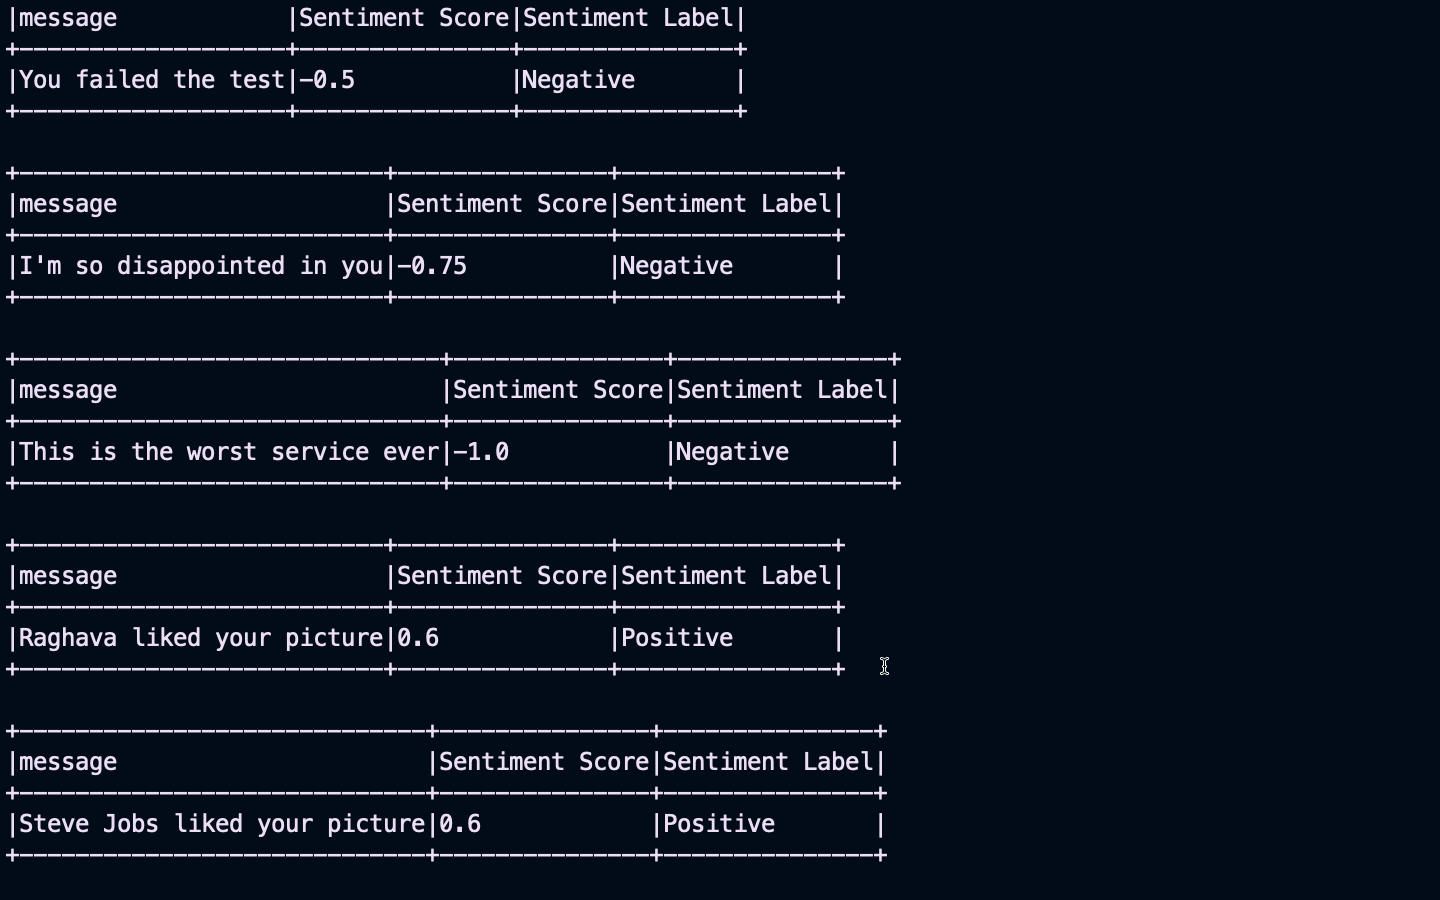 |message            |Sentiment Score|Sentiment Label|
+-------------------+---------------+---------------+
|You failed the test|-0.5           |Negative       |
+-------------------+---------------+---------------+
+--------------------------+---------------+---------------+
|message                   |Sentiment Score|Sentiment Label|
+--------------------------+---------------+---------------+
|I'm so disappointed in you|-0.75          |Negative       |
+--------------------------+---------------+---------------+
+------------------------------+---------------+---------------+
|message                       |Sentiment Score|Sentiment Label|
+------------------------------+---------------+---------------+
|This is the worst service ever|-1.0           |Negative       |
+------------------------------+---------------+---------------+
+--------------------------+---------------+---------------+
|message                   |Sentiment Score|Sentiment Label|
+--------------------------+---------------+---------------+
|Raghava liked your picture|0.6            |Positive       |
+--------------------------+---------------+---------------+
+-----------------------------+---------------+---------------+
|message                      |Sentiment Score|Sentiment Label|
+-----------------------------+---------------+---------------+
|Steve Jobs liked your picture|0.6            |Positive       |
+-----------------------------+---------------+---------------+